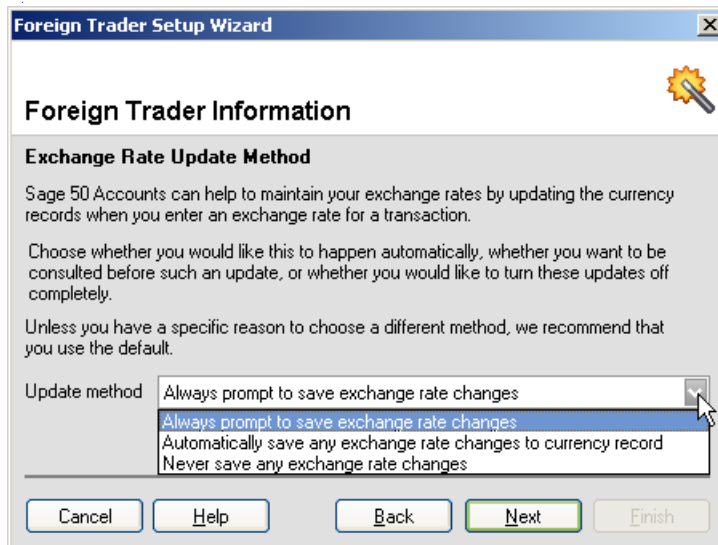 Foreign Trader Setup Wizard
Foreign Trader Information
Exchange Rate Update Method
Sage 50 Accounts can help to maintain your exchange rates by updating the currency
records when you enter an exchange rate for a transaction.
Choose whether you would like this to happen automatically, whether you want to be
consulted before such an update, or whether you would like to turn these updates off
completely.
Unless you have a specific reason to choose a different method, we recommend that
you use the default.
Update method Always prompt to save exchange rate changes
Always prompt to save exchange rate changes
Automatically save any exchange rate changes to currency record
Never save any exchange rate changes
Cancel Help Back Next Finish